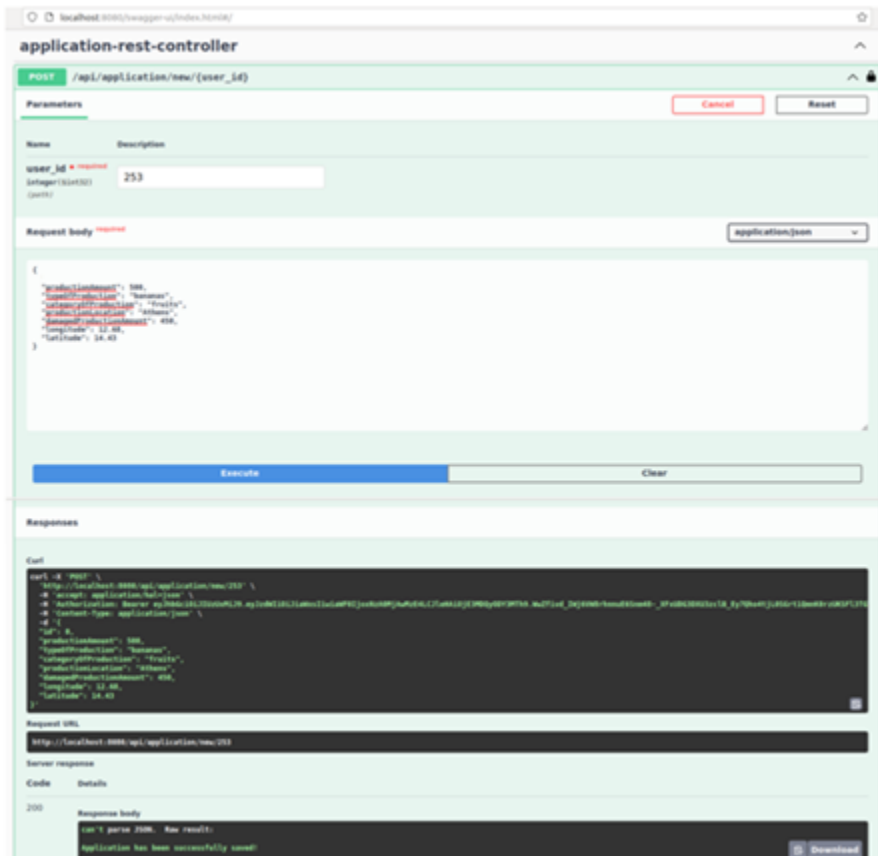 localhost:8080/swagger-ui/index.html#/
application-rest-controller
POST /api/application/new/{user_id}
Parameters
Cancel
Reset
Name Description
user_id * required
integer($int32)
(path)
253
Request body required
application/json
{
"productionAmount": 500,
"typeOfProduction": "bananas",
"categoryOfProduction": "fruits",
"productionLocation": "Athens",
"damagedProductionAmount": 450,
"longitude":
"latitude": 14.43
}
Execute
Clear
Responses
Curl
curl -X 'POST' \
'http://localhost:8080/api/application/new/253' \
-H 'accept: application/hal+json' \
-H 'Authorization: Bearer
-H 'Content-Type: application/json' \
-d '{
"id": 0,
"productionAmount": 500,
"typeOfProduction": "bananas",
"categoryOfProduction": "fruits",
"productionLocation": "Athens",
"damagedProductionAmount": 450,
"longitude":
"latitude": 14.43
}'
Request URL
http://localhost:8080/api/application/new/253
Server response
Code Details
200
Response body
can't parse JSON. Raw result:
Application has been successfully saved!
Download